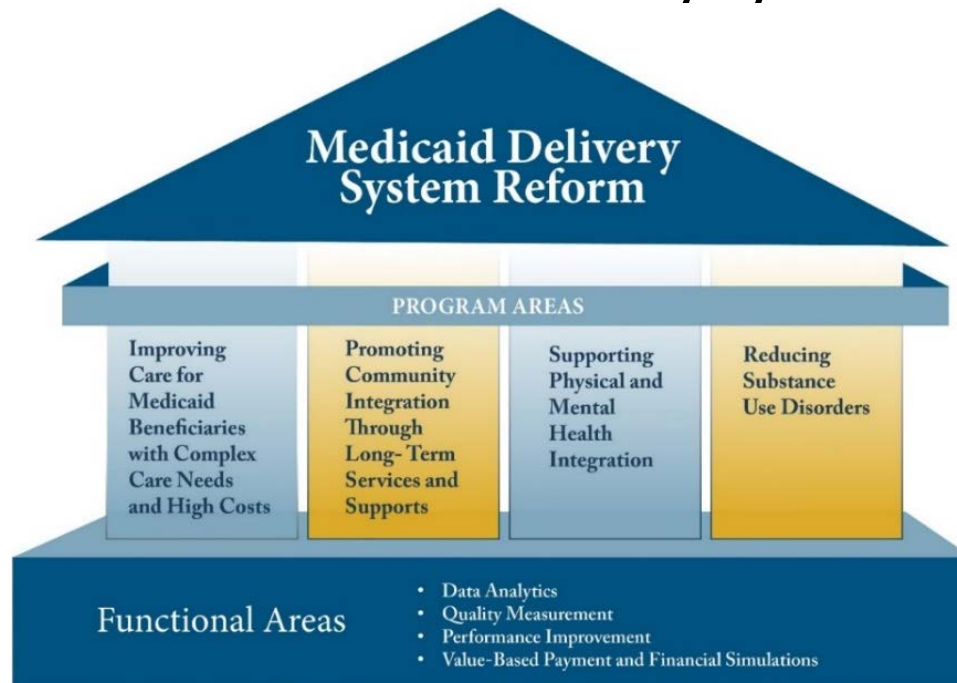 Medicaid Delivery
System Reform
PROGRAM AREAS
Improving
Care for
Medicaid
Beneficiaries
with Complex
Care Needs
and High Costs
Promoting
Community
Integration
Through
Long- Term
Services and
Supports
Supporting
Physical and
Mental
Health
Integration
Reducing
Substance
Use Disorders
Functional Areas
• Data Analytics
• Quality Measurement
• Performance Improvement
• Value-Based Payment and Financial Simulations